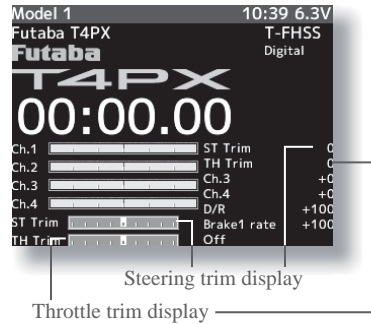 Model 1 10:39 6.3V
Futaba T4PX T-FHSS
Futaba Digital
T4PX
00:00.00
Ch.1 ST Trim 0
Ch.2 TH Trim 0
Ch.3 Ch.3 +0
Ch.4 Ch.4 +0
D/R +100
ST Trim Brake1 rate +100
TH Trim Off
Steering trim display
Throttle trim display